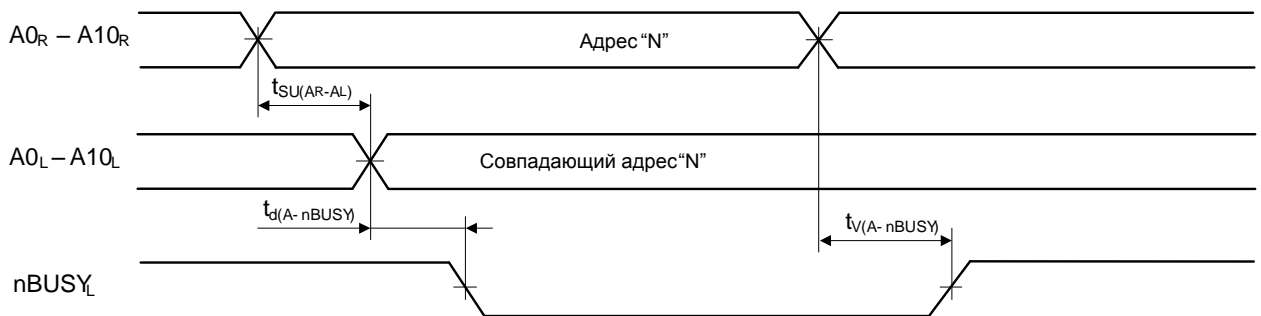 A0R – A10R
Адрес “N”
tSU(AR-AL)
A0L – A10L
Совпадающий адрес “N”
td(A- nBUSY)
tV(A- nBUSY)
nBUSYL